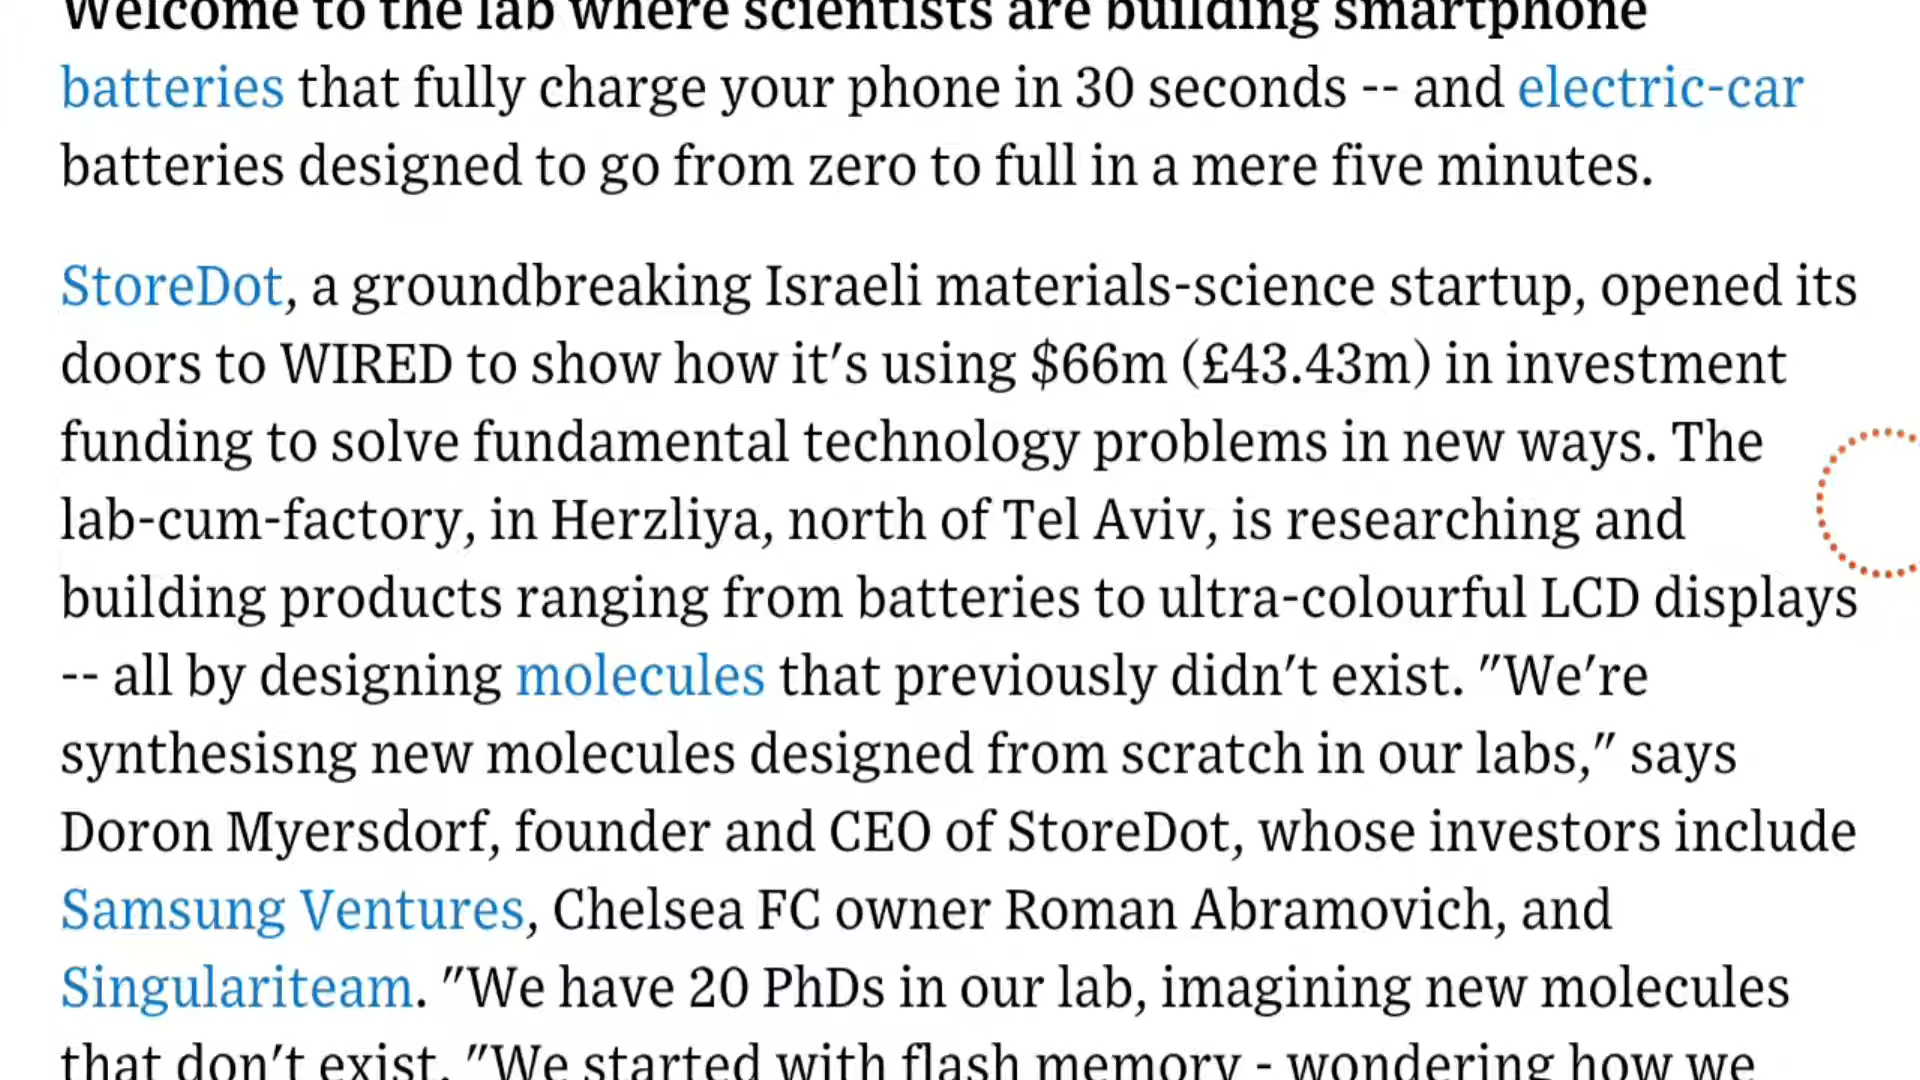 Welcome to the lab where scientists are building smartphone
batteries that fully charge your phone in 30 seconds -- and electric-car
batteries designed to go from zero to full in a mere five minutes.
StoreDot, a groundbreaking Israeli materials-science startup, opened its
doors to WIRED to show how it's using $66m (£43.43m) in investment
funding to solve fundamental technology problems in new ways. The
lab-cum-factory, in Herzliya, north of Tel Aviv, is researching and
building products ranging from batteries to ultra-colourful LCD displays
-- all by designing molecules that previously didn't exist. "We're
synthesisng new molecules designed from scratch in our labs," says
Doron Myersdorf, founder and CEO of StoreDot, whose investors include
Samsung Ventures, Chelsea FC owner Roman Abramovich, and
Singulariteam. "We have 20 PhDs in our lab, imagining new molecules
that don't exist. "We started with flash memory - wondering how we